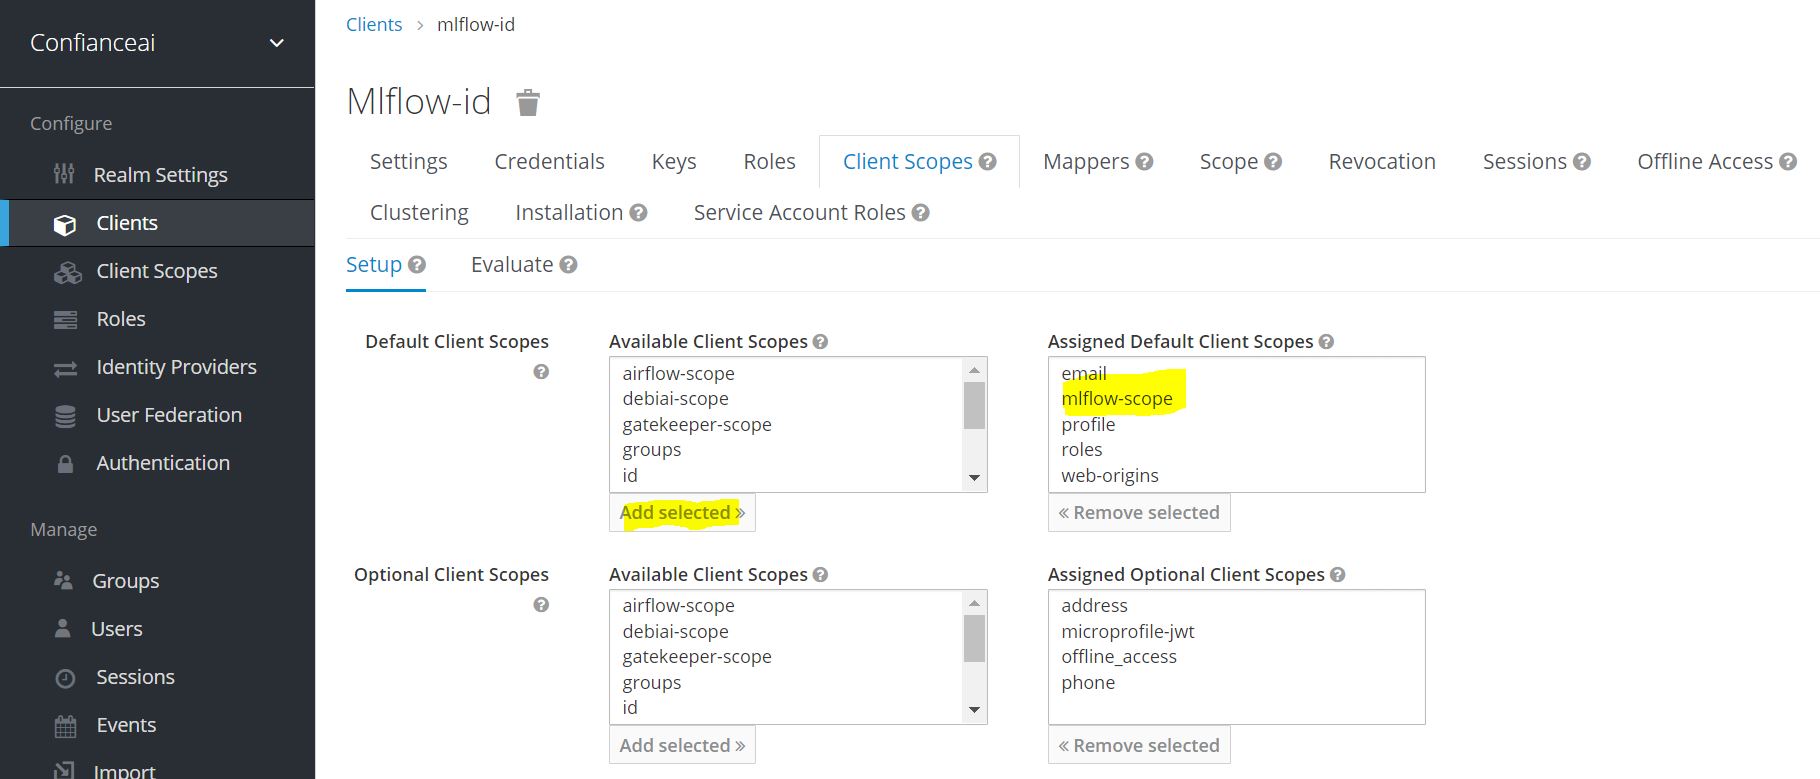 Confianceai
Configure
Realm Settings
Clients
Client Scopes
Roles
Identity Providers
User Federation
Authentication
Manage
Groups
Users
Sessions
Events
Import
Clients > mlflow-id
Mlflow-id
Settings Credentials Keys Roles Client Scopes ? Mappers ? Scope ? Revocation Sessions ? Offline Access ?
Clustering Installation ? Service Account Roles ?
Setup ? Evaluate ?
Default Client Scopes ?
Available Client Scopes ?
airflow-scope
debiai-scope
gatekeeper-scope
groups
id
Add selected »
Assigned Default Client Scopes ?
email
mlflow-scope
profile
roles
web-origins
« Remove selected
Optional Client Scopes ?
Available Client Scopes ?
airflow-scope
debiai-scope
gatekeeper-scope
groups
id
Add selected »
Assigned Optional Client Scopes ?
address
microprofile-jwt
offline_access
phone
« Remove selected